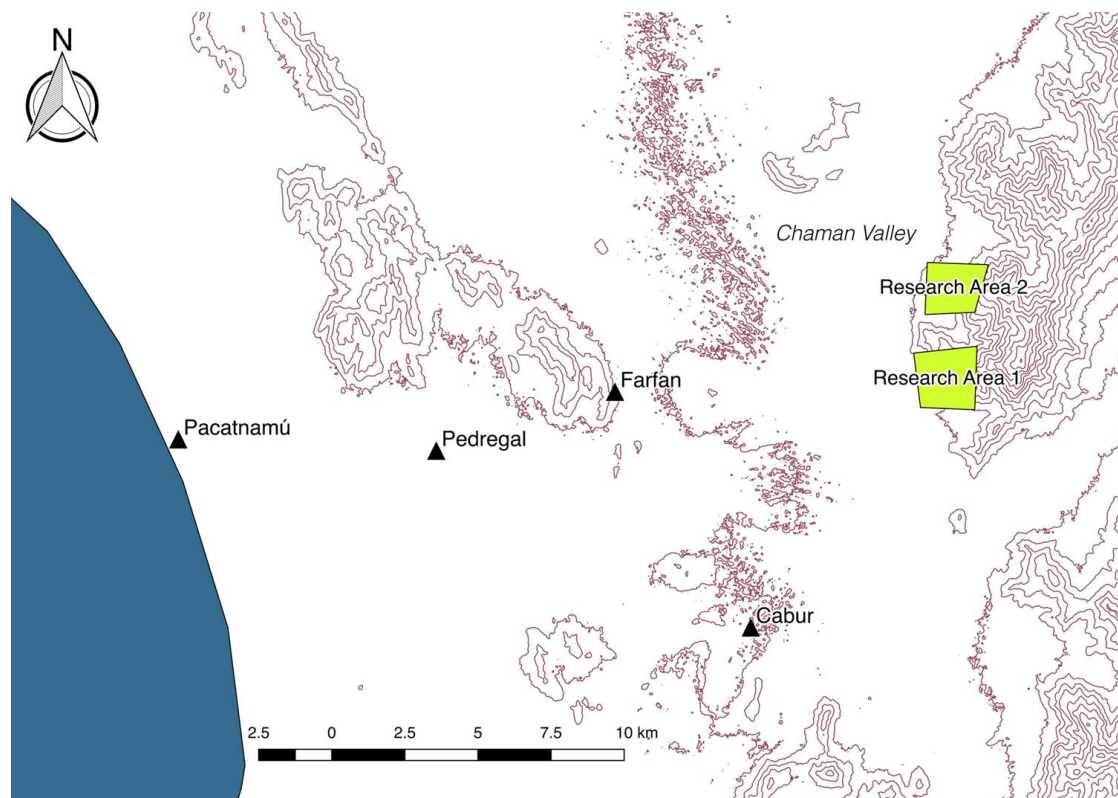 N
Chaman Valley
Research Area 2
Research Area 1
Farfan
Pacatnamú
Pedregal
Cabur
2.5 0 2.5 5 7.5 10 km